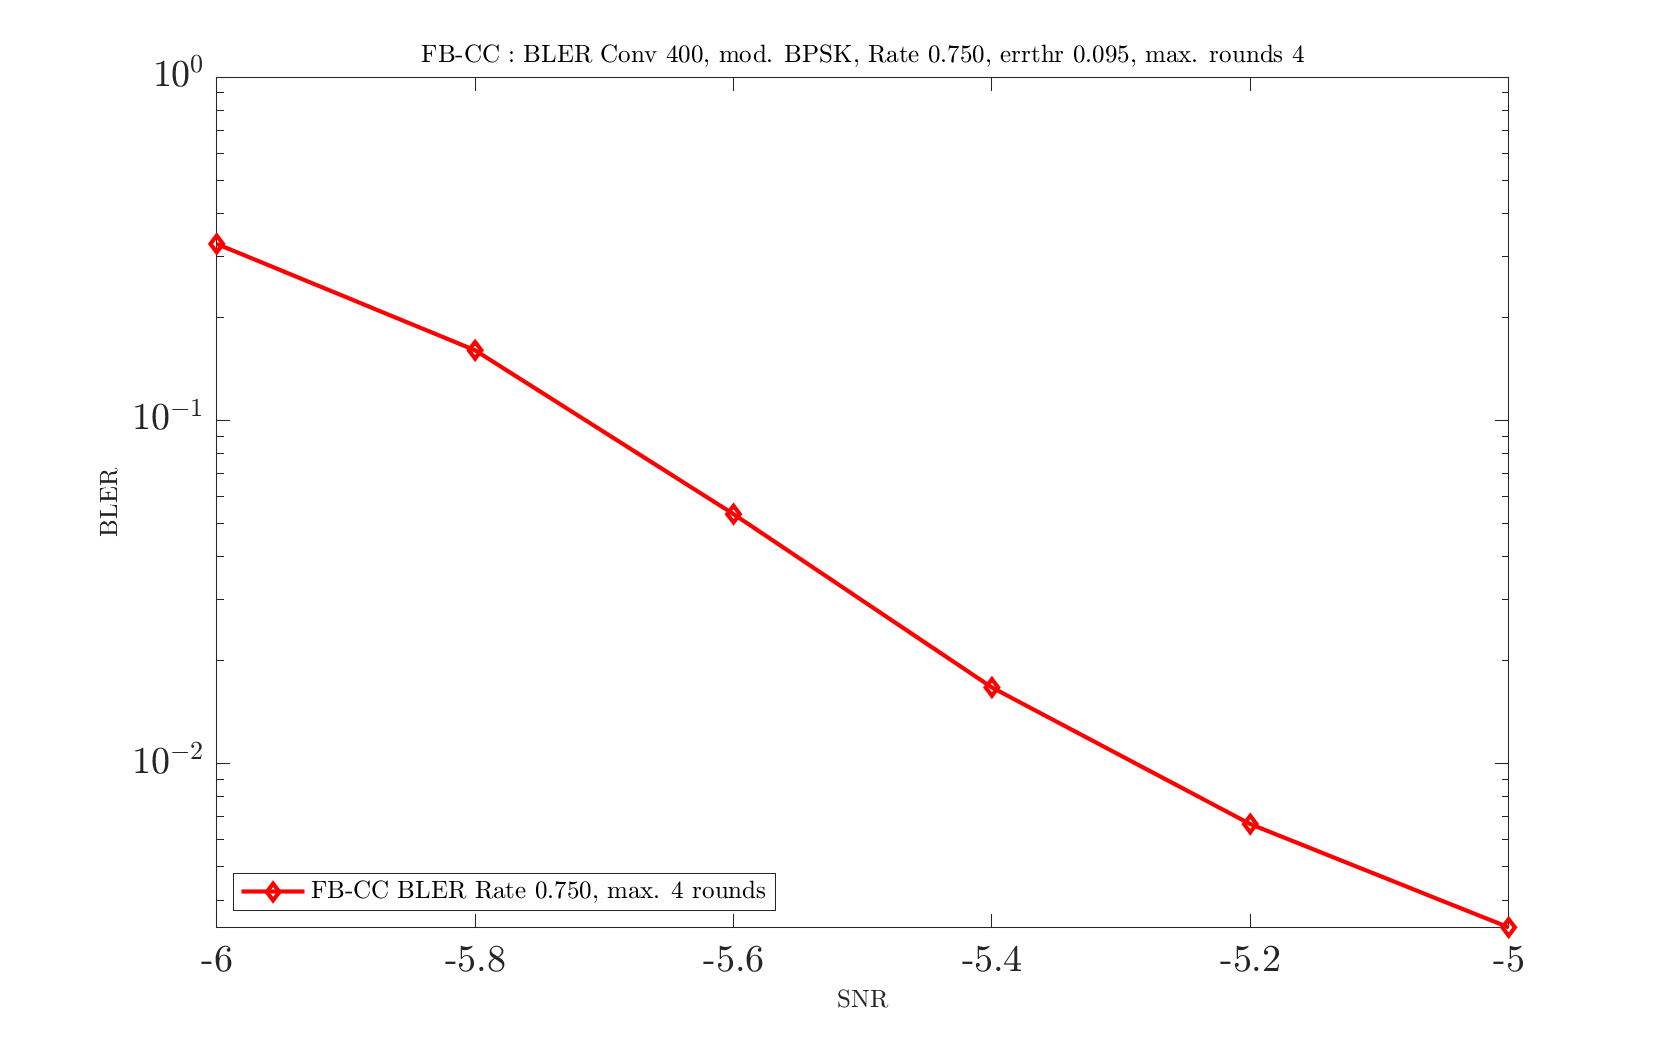 FB-CC : BLER Conv 400, mod. BPSK, Rate 0.750, errthr 0.095, max. rounds 4
10⁰
10⁻¹
10⁻²
BLER
FB-CC BLER Rate 0.750, max. 4 rounds
-6 -5.8 -5.6 -5.4 -5.2 -5
SNR